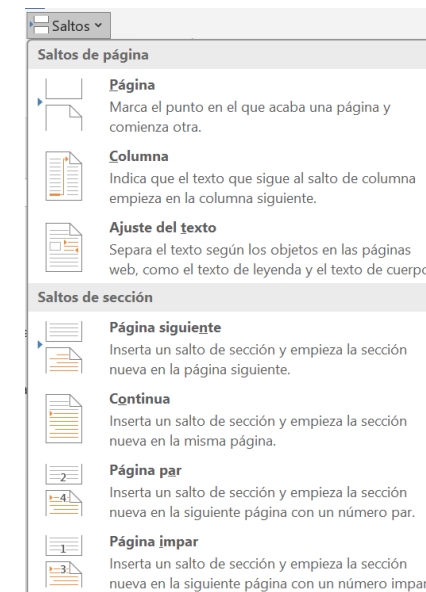 Saltos
Saltos de página
Página
Marca el punto en el que acaba una página y
comienza otra.
Columna
Indica que el texto que sigue al salto de columna
empieza en la columna siguiente.
Ajuste del texto
Separa el texto según los objetos en las páginas
web, como el texto de leyenda y el texto de cuerpo
Saltos de sección
Página siguiente
Inserta un salto de sección y empieza la sección
nueva en la página siguiente.
Continua
Inserta un salto de sección y empieza la sección
nueva en la misma página.
2
4
Página par
Inserta un salto de sección y empieza la sección
nueva en la siguiente página con un número par.
1
3
Página impar
Inserta un salto de sección y empieza la sección
nueva en la siguiente página con un número impar